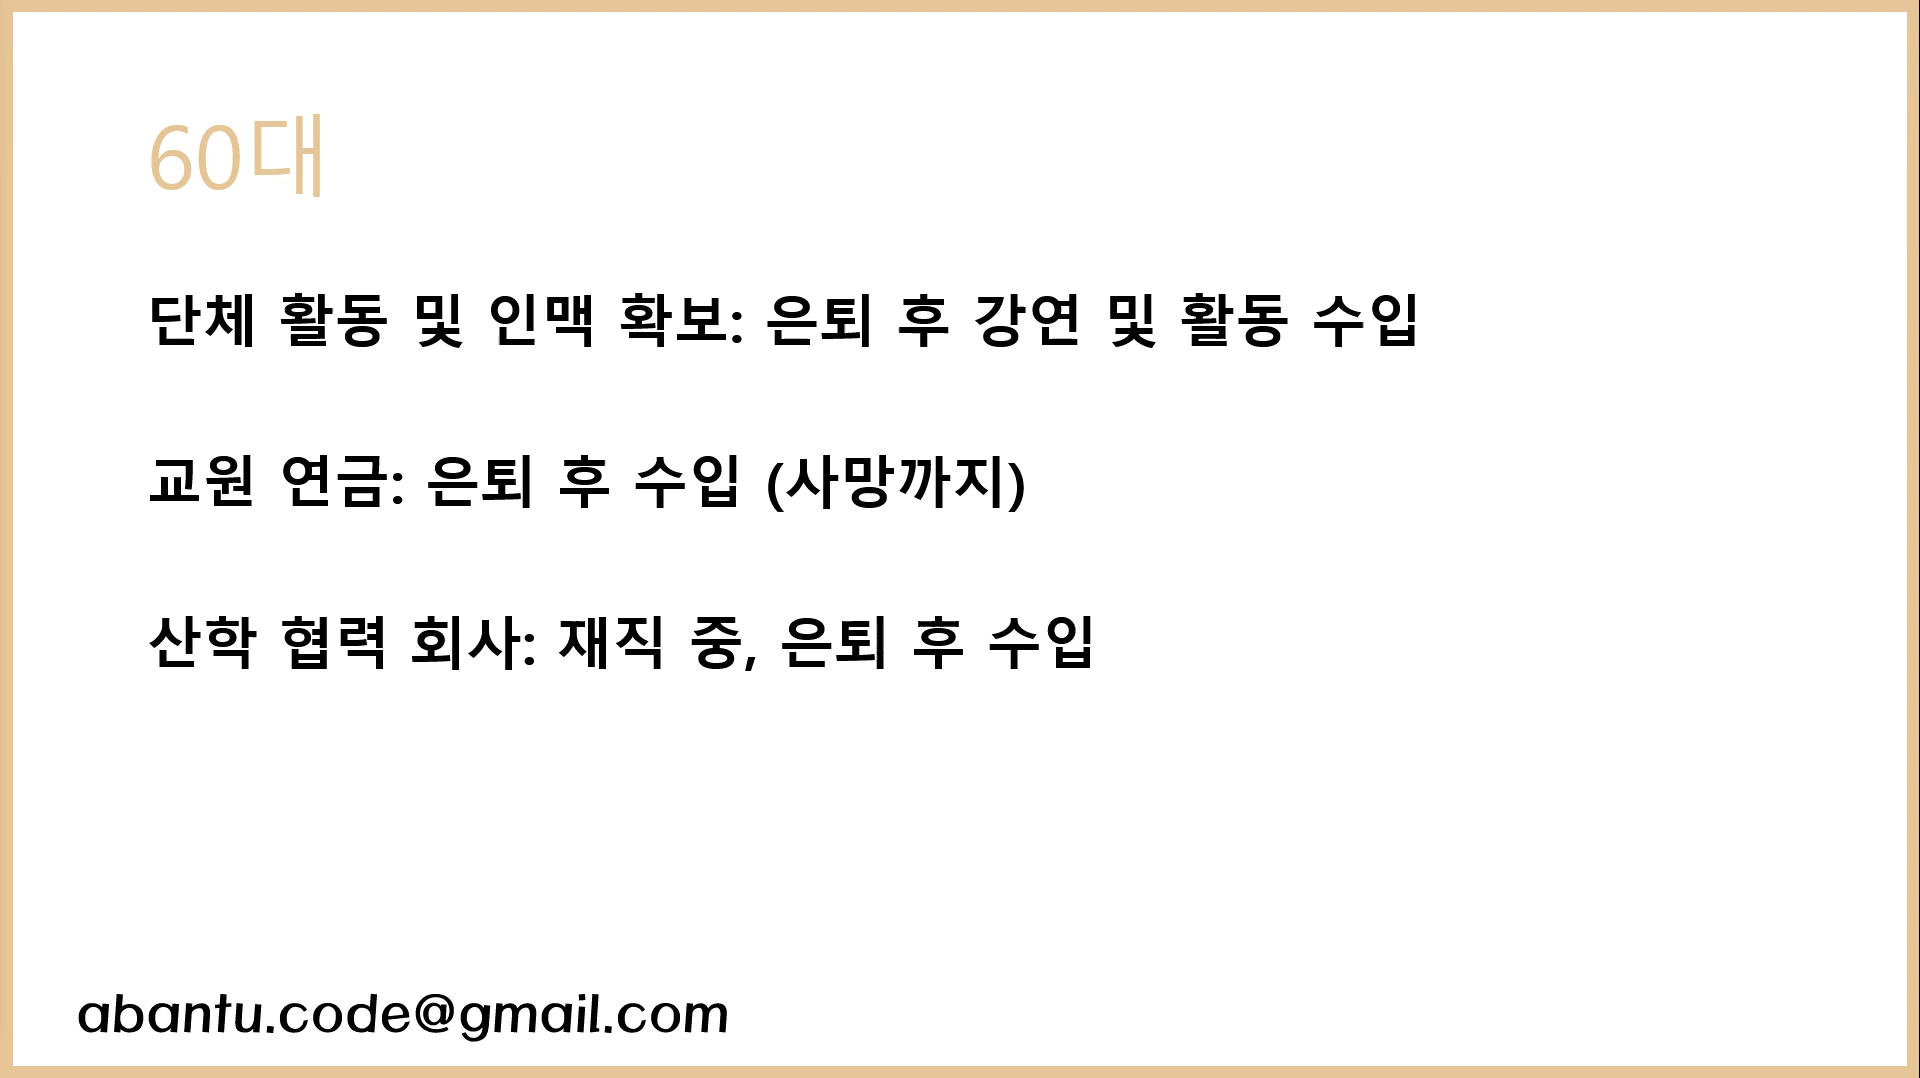 60대
단체 활동 및 인맥 확보: 은퇴 후 강연 및 활동 수입
교원 연금: 은퇴 후 수입 (사망까지)
산학 협력 회사: 재직 중, 은퇴 후 수입
abantu.code@gmail.com